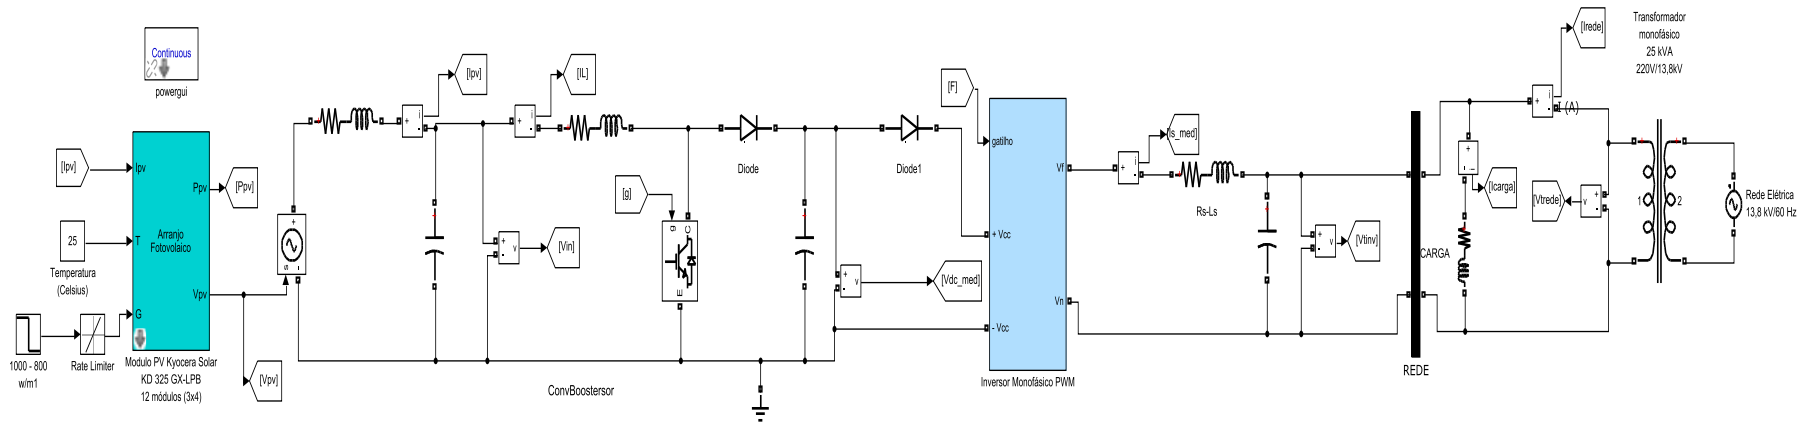 Continuous
powergui
[Ipv]
25
Temperatura
(Celsius)
1000 - 800
w/m1
Rate Limiter
Ipv
T
G
Ppv
Vpv
Arranjo
Fotovolaico
Modulo PV Kyocera Solar
KD 325 GX-LPB
12 módulos (3x4)
[Ppv]
[Vpv]
s
+
-
+
i
-
[Ipv]
+
i
-
[IL]
+
-
v
[Vin]
[g]
g
C
E
Diode
ConvBoostersor
+
-
v
[Vdc_med]
Diode1
[F]
gatilho
+ Vcc
- Vcc
Vf
Vn
Inversor Monofásico PWM
+
i
-
[Is_med]
Rs-Ls
+
-
v
[Vtinv]
REDE
CARGA
+
-
i
[Icarga]
+
i
-
I (A)
[Irede]
[Vtrede]
+
-
v
Transformador
monofásico
25 kVA
220V/13,8kV
1
2
Rede Elétrica
13,8 kV/60 Hz